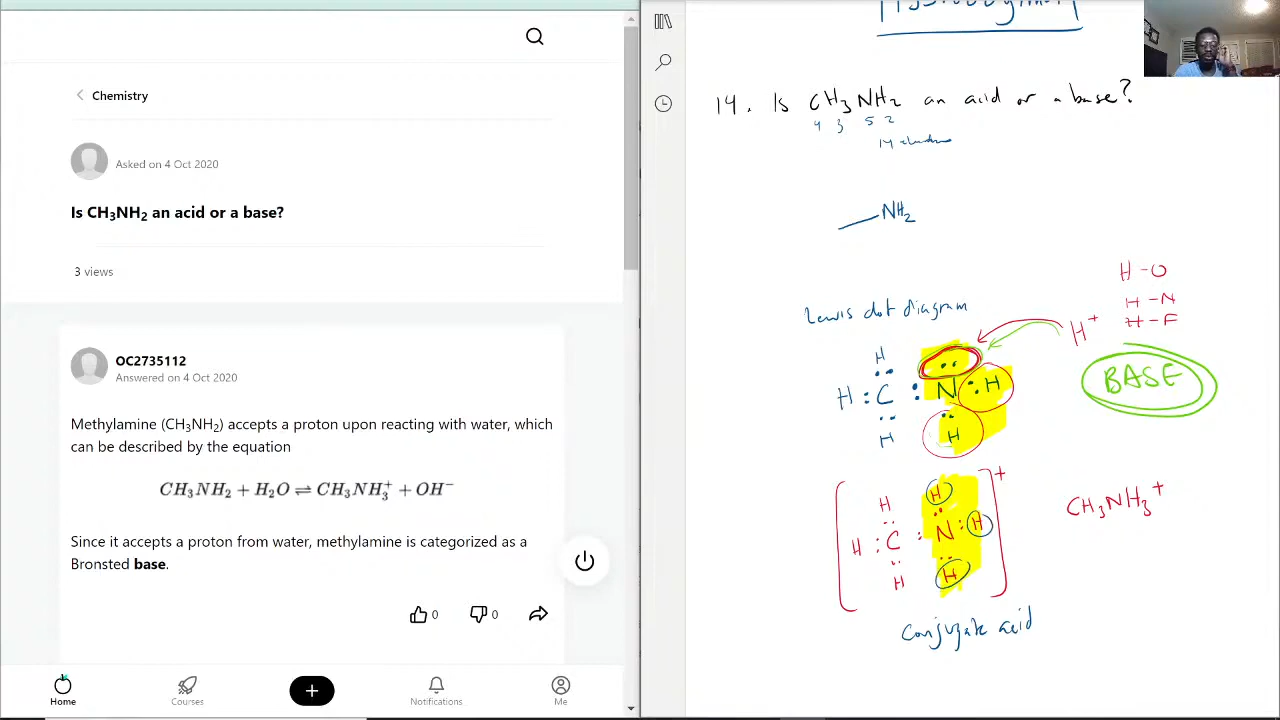 Chemistry
Asked on 4 Oct 2020
Is CH₃NH₂ an acid or a base?
3 views
OC2735112
Answered on 4 Oct 2020
Methylamine (CH₃NH₂) accepts a proton upon reacting with water, which
can be described by the equation
CH₃NH₂ + H₂O ⇌ CH₃NH₃⁺ + OH⁻
Since it accepts a proton from water, methylamine is categorized as a
Bronsted base.
0 0
Home Courses Notifications Me
14. Is CH₃NH₂ an acid or a base?
4 3 5 2
14 electrons
NH₂
H-O
H-N
H-F
Lewis dot diagram
H⁺
H
H : C : N : H
H H
BASE
H H
H : C : N : H
H H
+
CH₃NH₃⁺
Conjugate acid